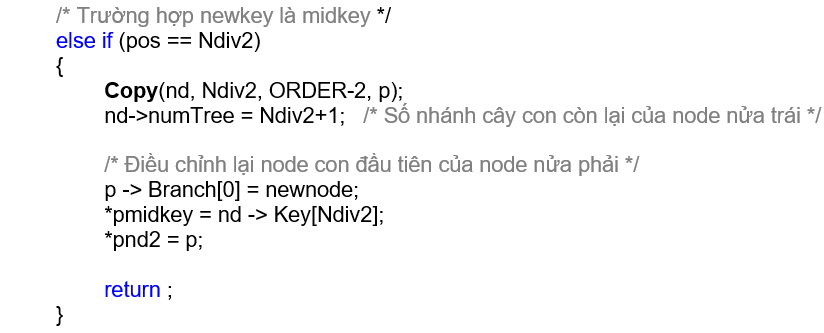 /* Trường hợp newkey là midkey */
else if (pos == Ndiv2)
{
Copy(nd, Ndiv2, ORDER-2, p);
nd->numTree = Ndiv2+1; /* Số nhánh cây con còn lại của node nửa trái */
/* Điều chỉnh lại node con đầu tiên của node nửa phải */
p -> Branch[0] = newnode;
*pmidkey = nd -> Key[Ndiv2];
*pnd2 = p;
return ;
}